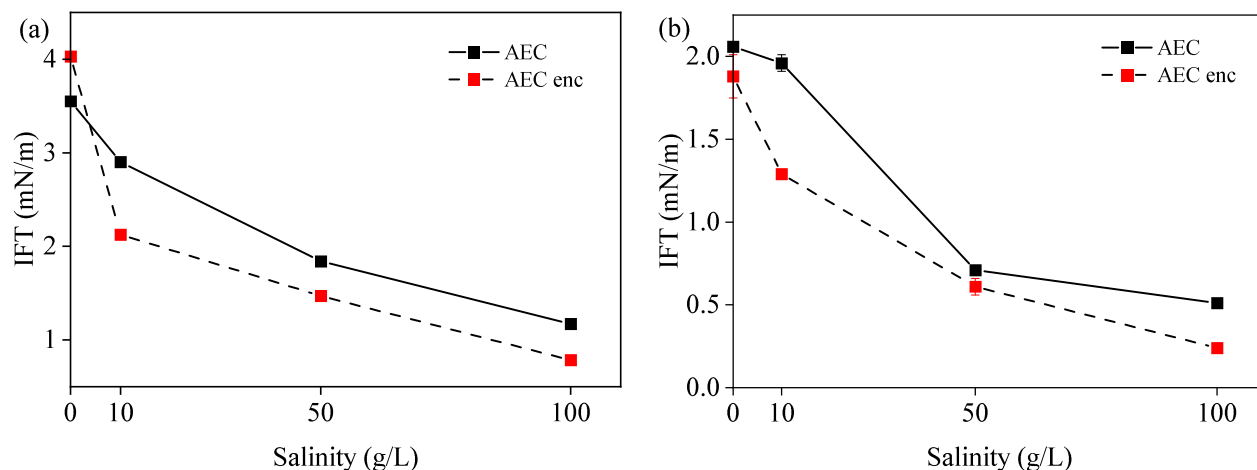 (a)
AEC
AEC enc
IFT (mN/m)
4
3
2
1
0
10
50
100
Salinity (g/L)
(b)
AEC
AEC enc
IFT (mN/m)
2.0
1.5
1.0
0.5
0.0
0
10
50
100
Salinity (g/L)